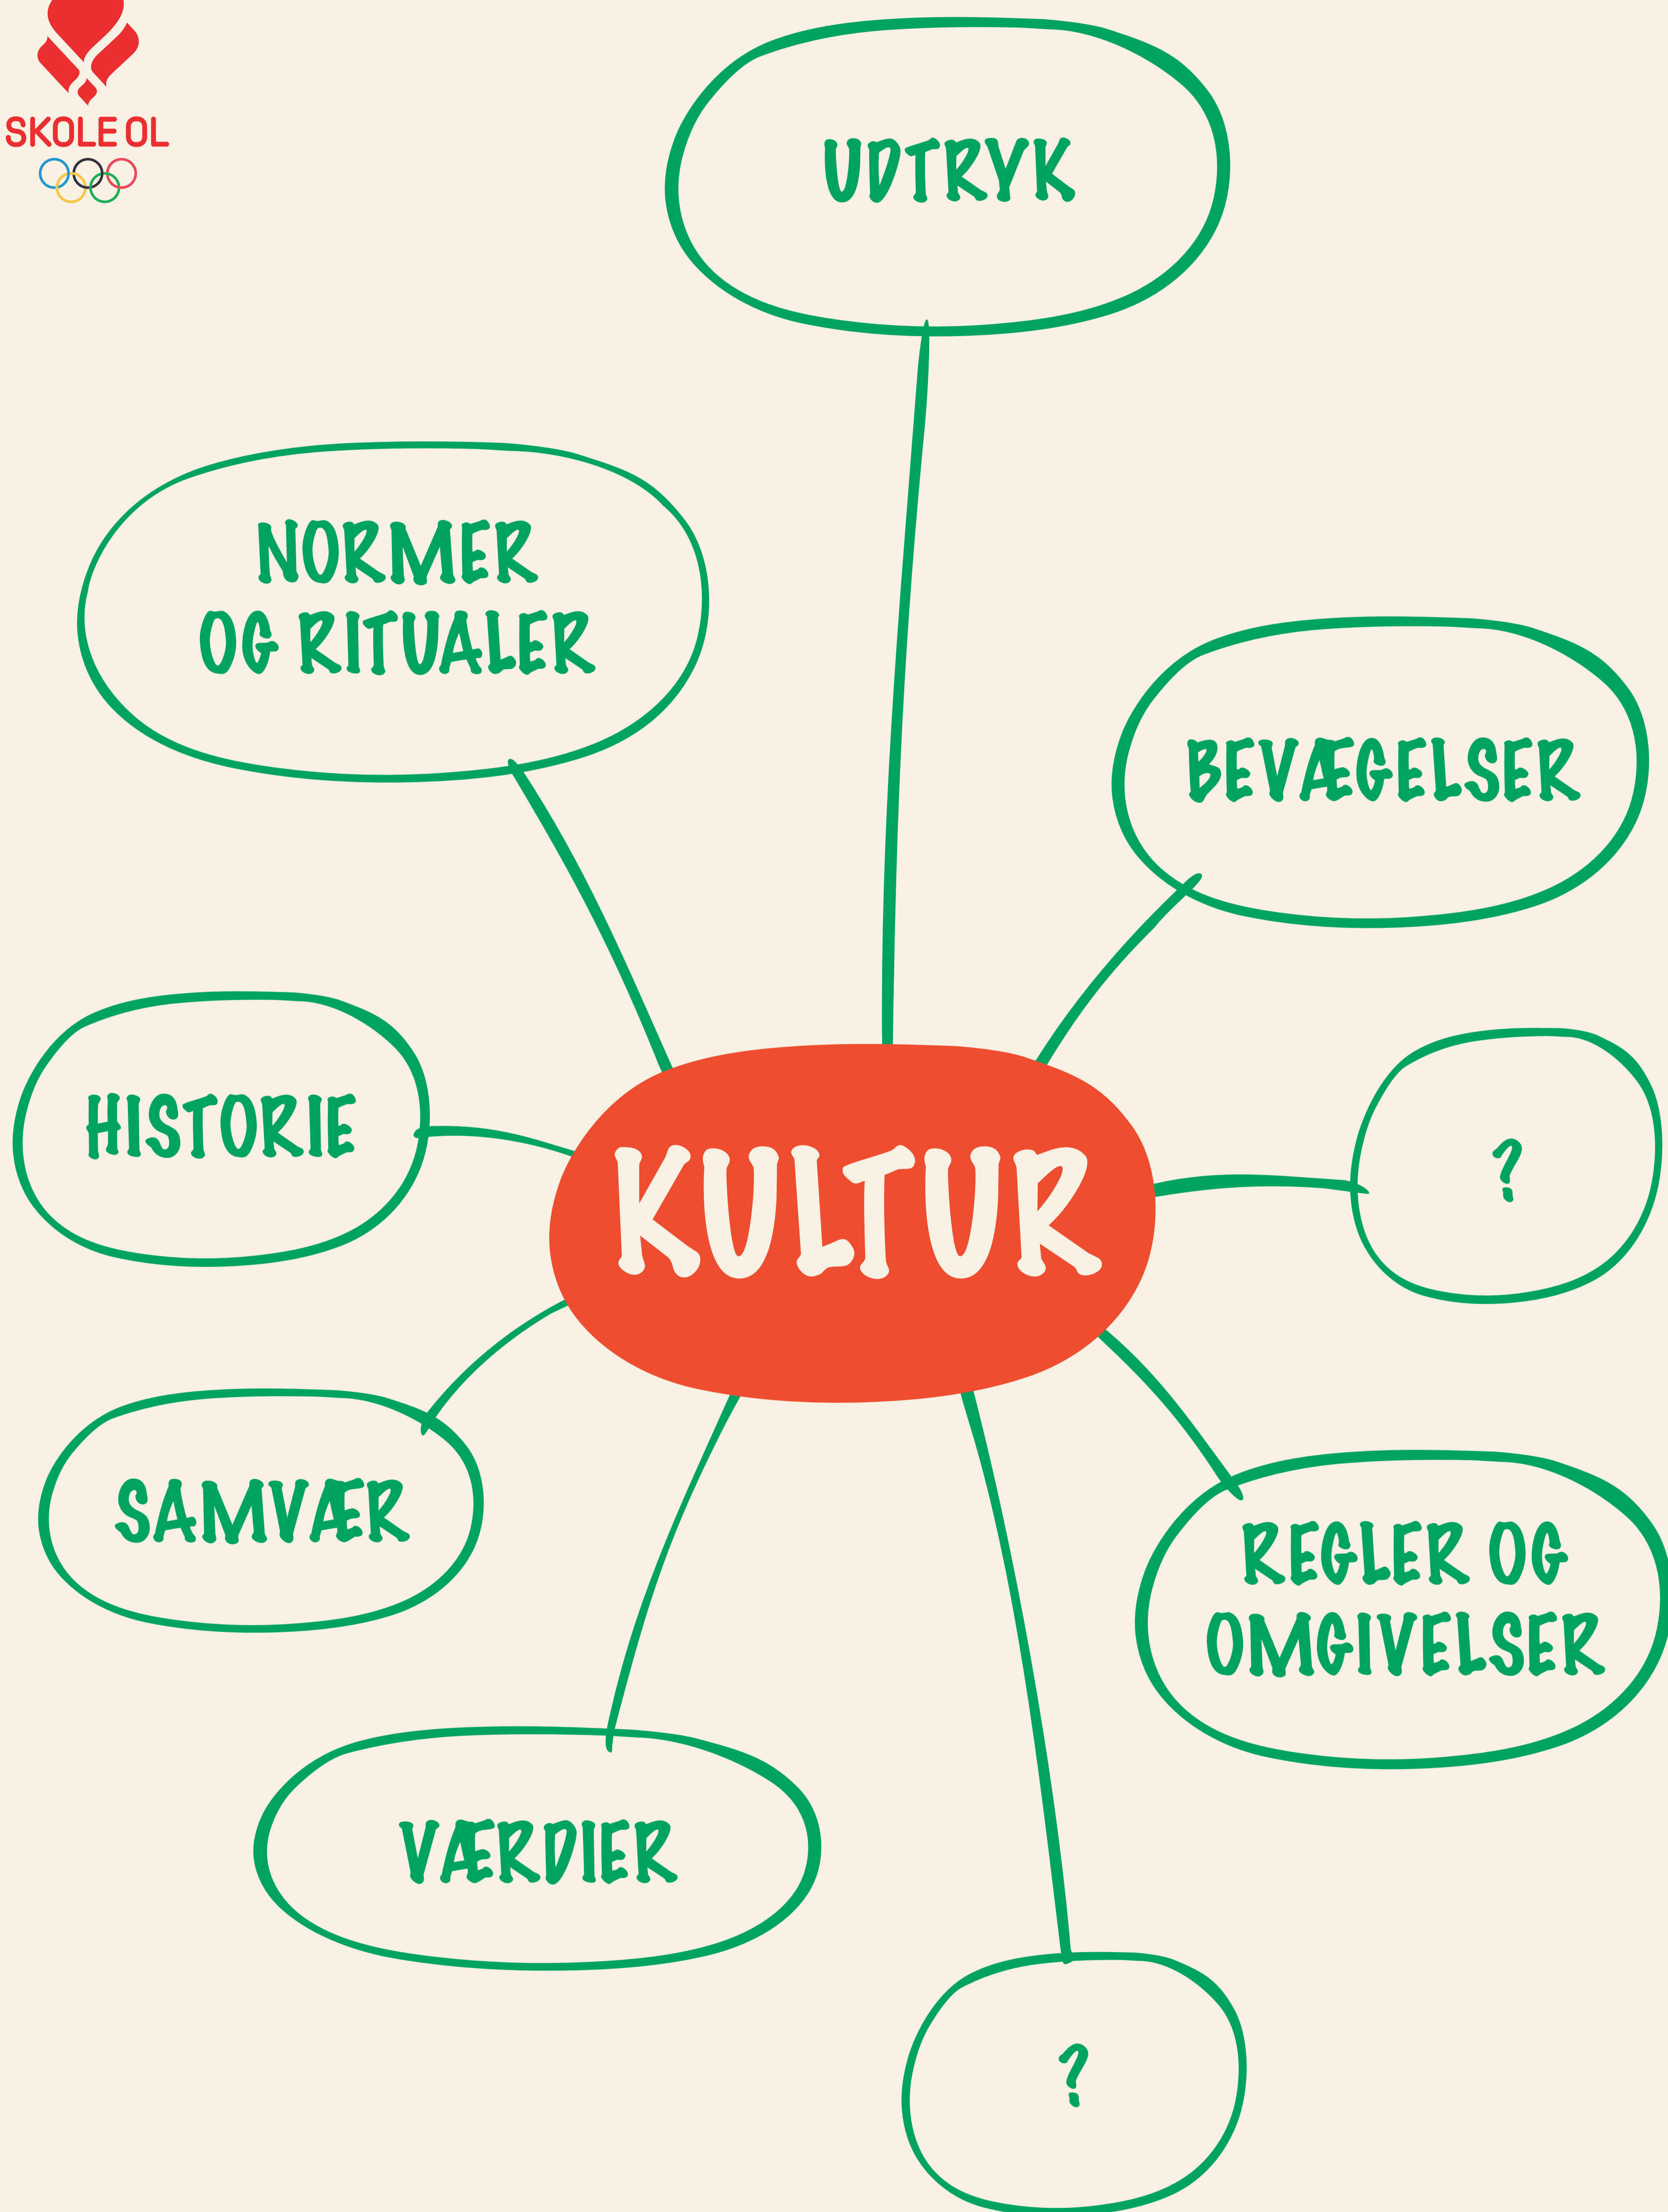 SKOLE OL
UDTRYK
NORMER
OG RITUALER
BEVÆGELSER
HISTORIE
KULTUR
?
SAMVÆR
REGLER OG
OMGIVELSER
VÆRDIER
?